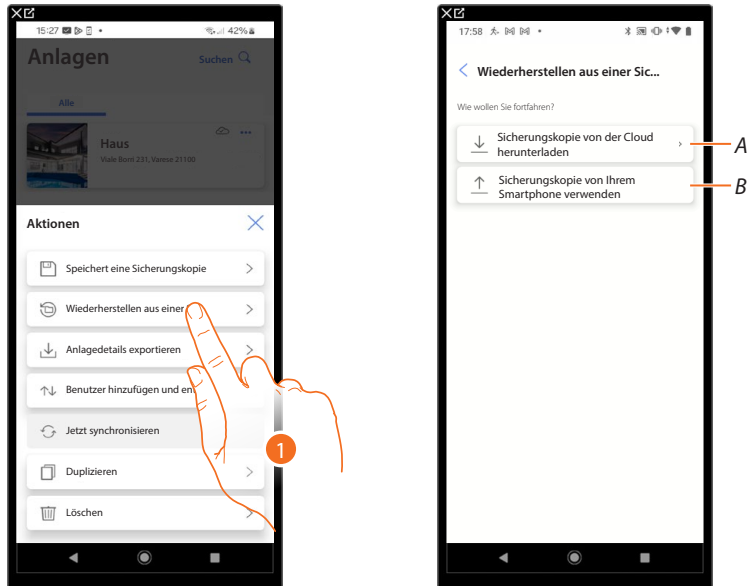 15:27 42%
Anlagen
Suchen
Alle
Haus
Viale Borri 231, Varese 21100
Aktionen
Speichert eine Sicherungskopie
Wiederherstellen aus einer
Anlagedetails exportieren
Benutzer hinzufügen und en
Jetzt synchronisieren
1
Duplizieren
Löschen
17:58
Wiederherstellen aus einer Sic...
Wie wollen Sie fortfahren?
Sicherungskopie von der Cloud
herunterladen
A
Sicherungskopie von Ihrem
Smartphone verwenden
B